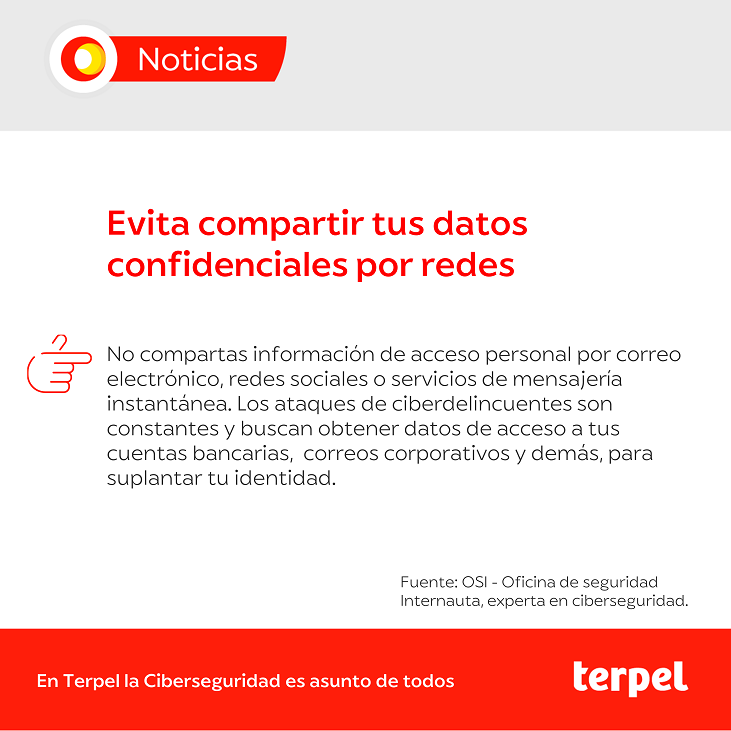 Noticias
Evita compartir tus datos
confidenciales por redes
No compartas información de acceso personal por correo
electrónico, redes sociales o servicios de mensajería
instantánea. Los ataques de ciberdelincuentes son
constantes y buscan obtener datos de acceso a tus
cuentas bancarias,  correos corporativos y demás, para
suplantar tu identidad.
Fuente: OSI - Oficina de seguridad
Internauta, experta en ciberseguridad.
En Terpel la Ciberseguridad es asunto de todos
terpel